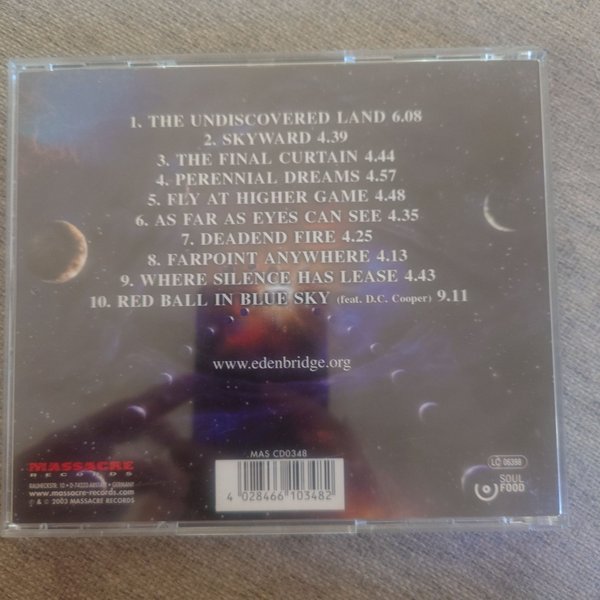 1. THE UNDISCOVERED LAND 6.08
2. SKYWARD 4.39
3. THE FINAL CURTAIN 4.44
4. PERENNIAL DREAMS 4.57
5. FLY AT HIGHER GAME 4.48
6. AS FAR AS EYES CAN SEE 4.35
7. DEADEND FIRE 4.25
8. FARPOINT ANYWHERE 4.13
9. WHERE SILENCE HAS LEASE 4.43
10. RED BALL IN BLUE SKY (feat. D.C. Cooper) 9.11
www.edenbridge.org
MASSACRE
RECORDS
GERMANY
www.massacre-records.com
℗ & © 2003 MASSACRE RECORDS
MAS CD0348
4 028466 103482
LC 06398
SOUL
FOOD